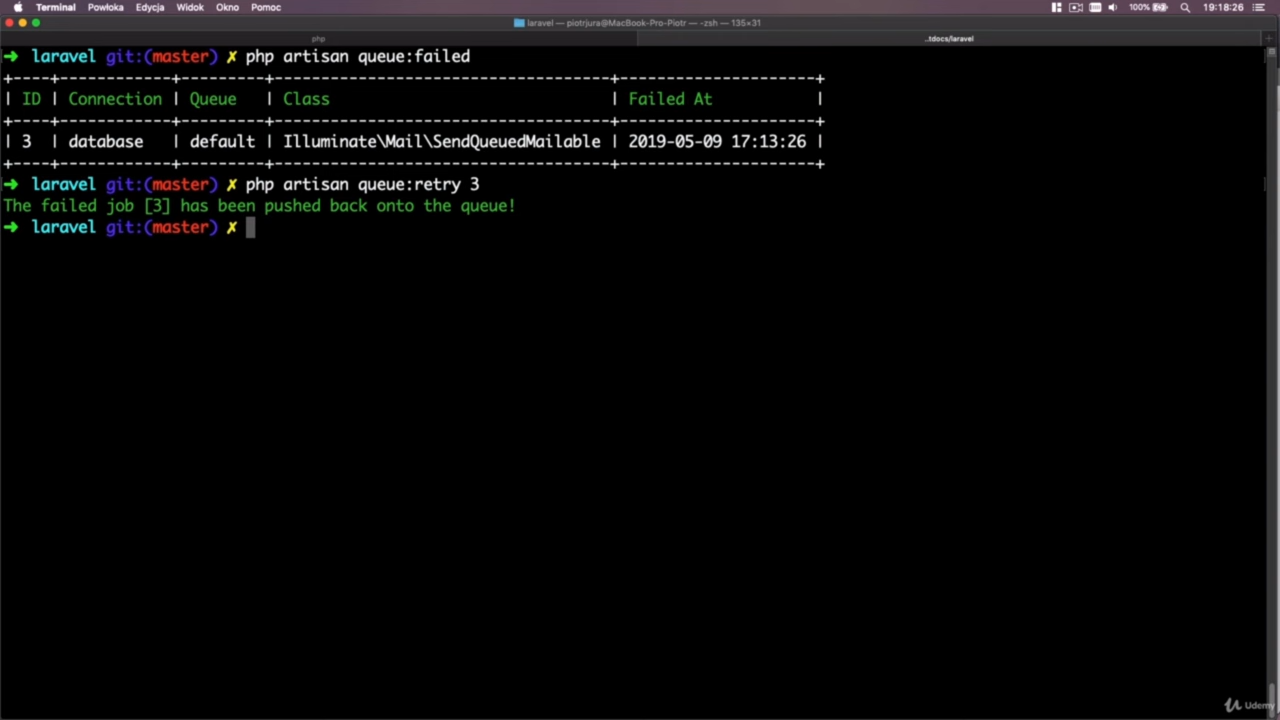 Terminal Powłoka Edycja Widok Okno Pomoc 100% 19:18:26
laravel — piotrjura@MacBook-Pro-Piotr — -zsh — 135×31
php ..tdocs/laravel
➜ laravel git:(master) ✗ php artisan queue:failed
+----+------------+---------+------------------------------------+---------------------+
| ID | Connection | Queue | Class | Failed At |
+----+------------+---------+------------------------------------+---------------------+
| 3 | database | default | Illuminate\Mail\SendQueuedMailable | 2019-05-09 17:13:26 |
+----+------------+---------+------------------------------------+---------------------+
➜ laravel git:(master) ✗ php artisan queue:retry 3
The failed job [3] has been pushed back onto the queue!
➜ laravel git:(master) ✗
Udemy